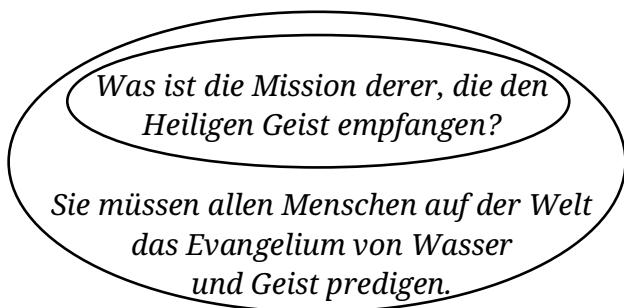 Was ist die Mission derer, die den
Heiligen Geist empfangen?
Sie müssen allen Menschen auf der Welt
das Evangelium von Wasser
und Geist predigen.